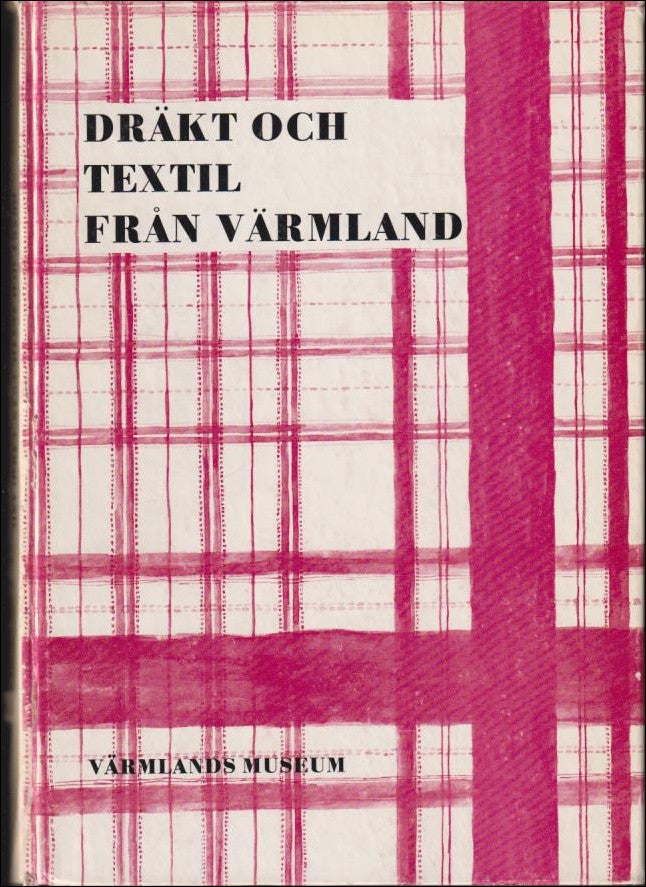 DRÄKT OCH
TEXTIL
FRÅN VÄRMLAND
VÄRMLANDS MUSEUM